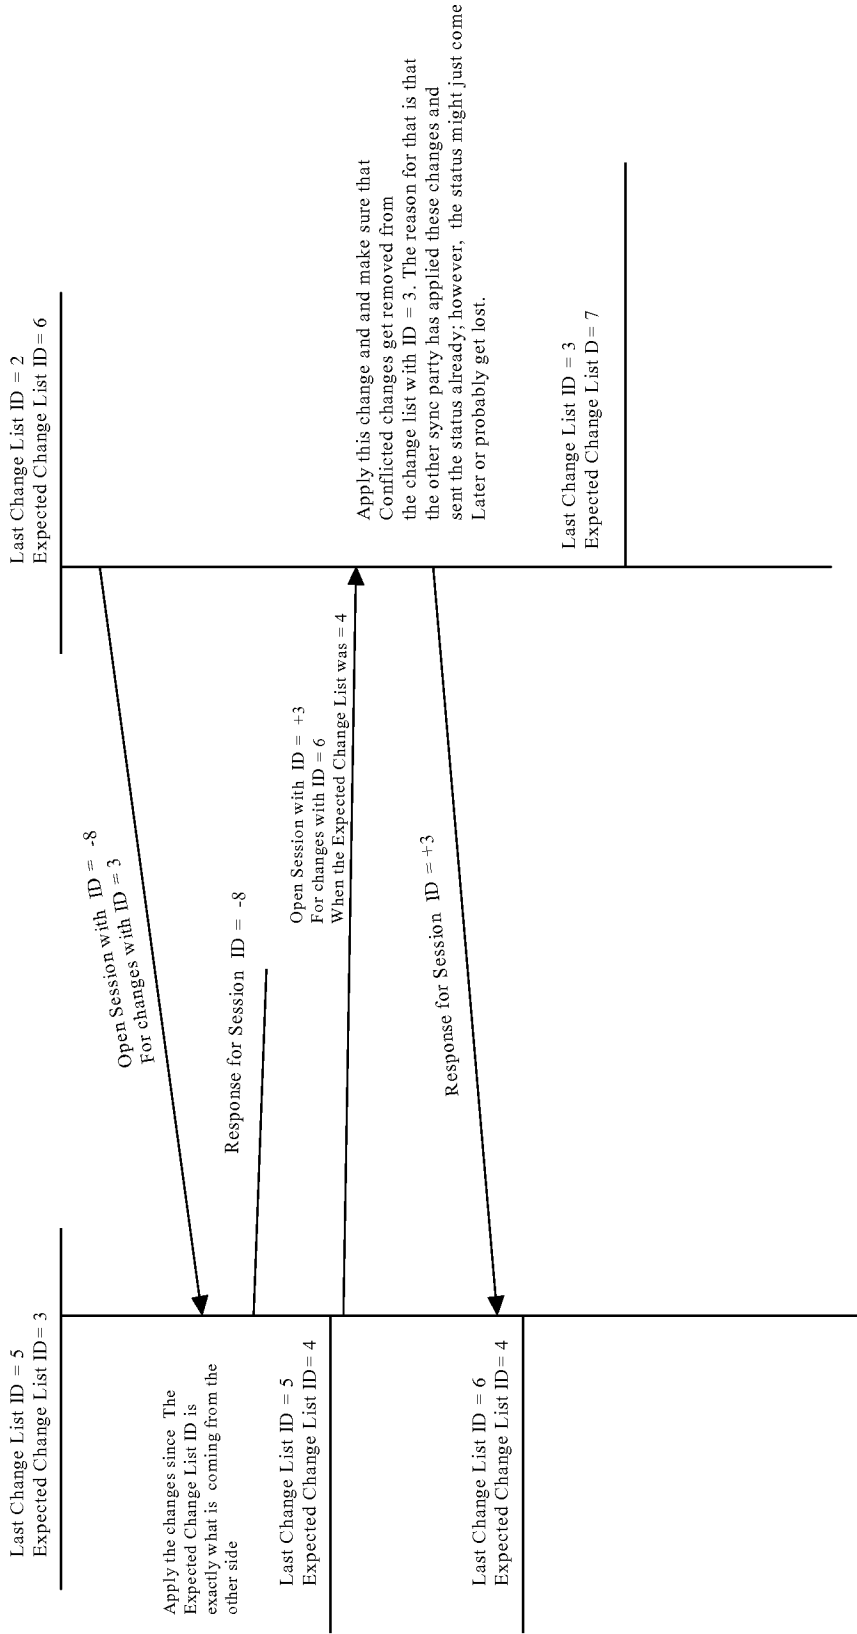 Last Change List ID = 5
Expected Change List ID= 3
Last Change List ID = 2
Expected Change List ID= 6
Open Session with  ID =  -8
For changes with ID = 3
Apply the changes since  The
Expected Change List ID is
exactly what is  coming from the
other side
Response for Session  ID =  -8
Last Change List ID = 5
Expected Change List ID= 4
Open Session with  ID =  +3
For changes with ID = 6
When the Expected Change List was = 4
Apply this change and and make sure that
Conflicted changes get removed from
the change list with ID = 3. The reason for that is that
the other sync party has applied these changes and
sent the status already; however,  the status might just come
Later or probably get lost.
Response for Session  ID = +3
Last Change List ID = 6
Expected Change List ID= 4
Last Change List ID = 3
Expected Change List D= 7